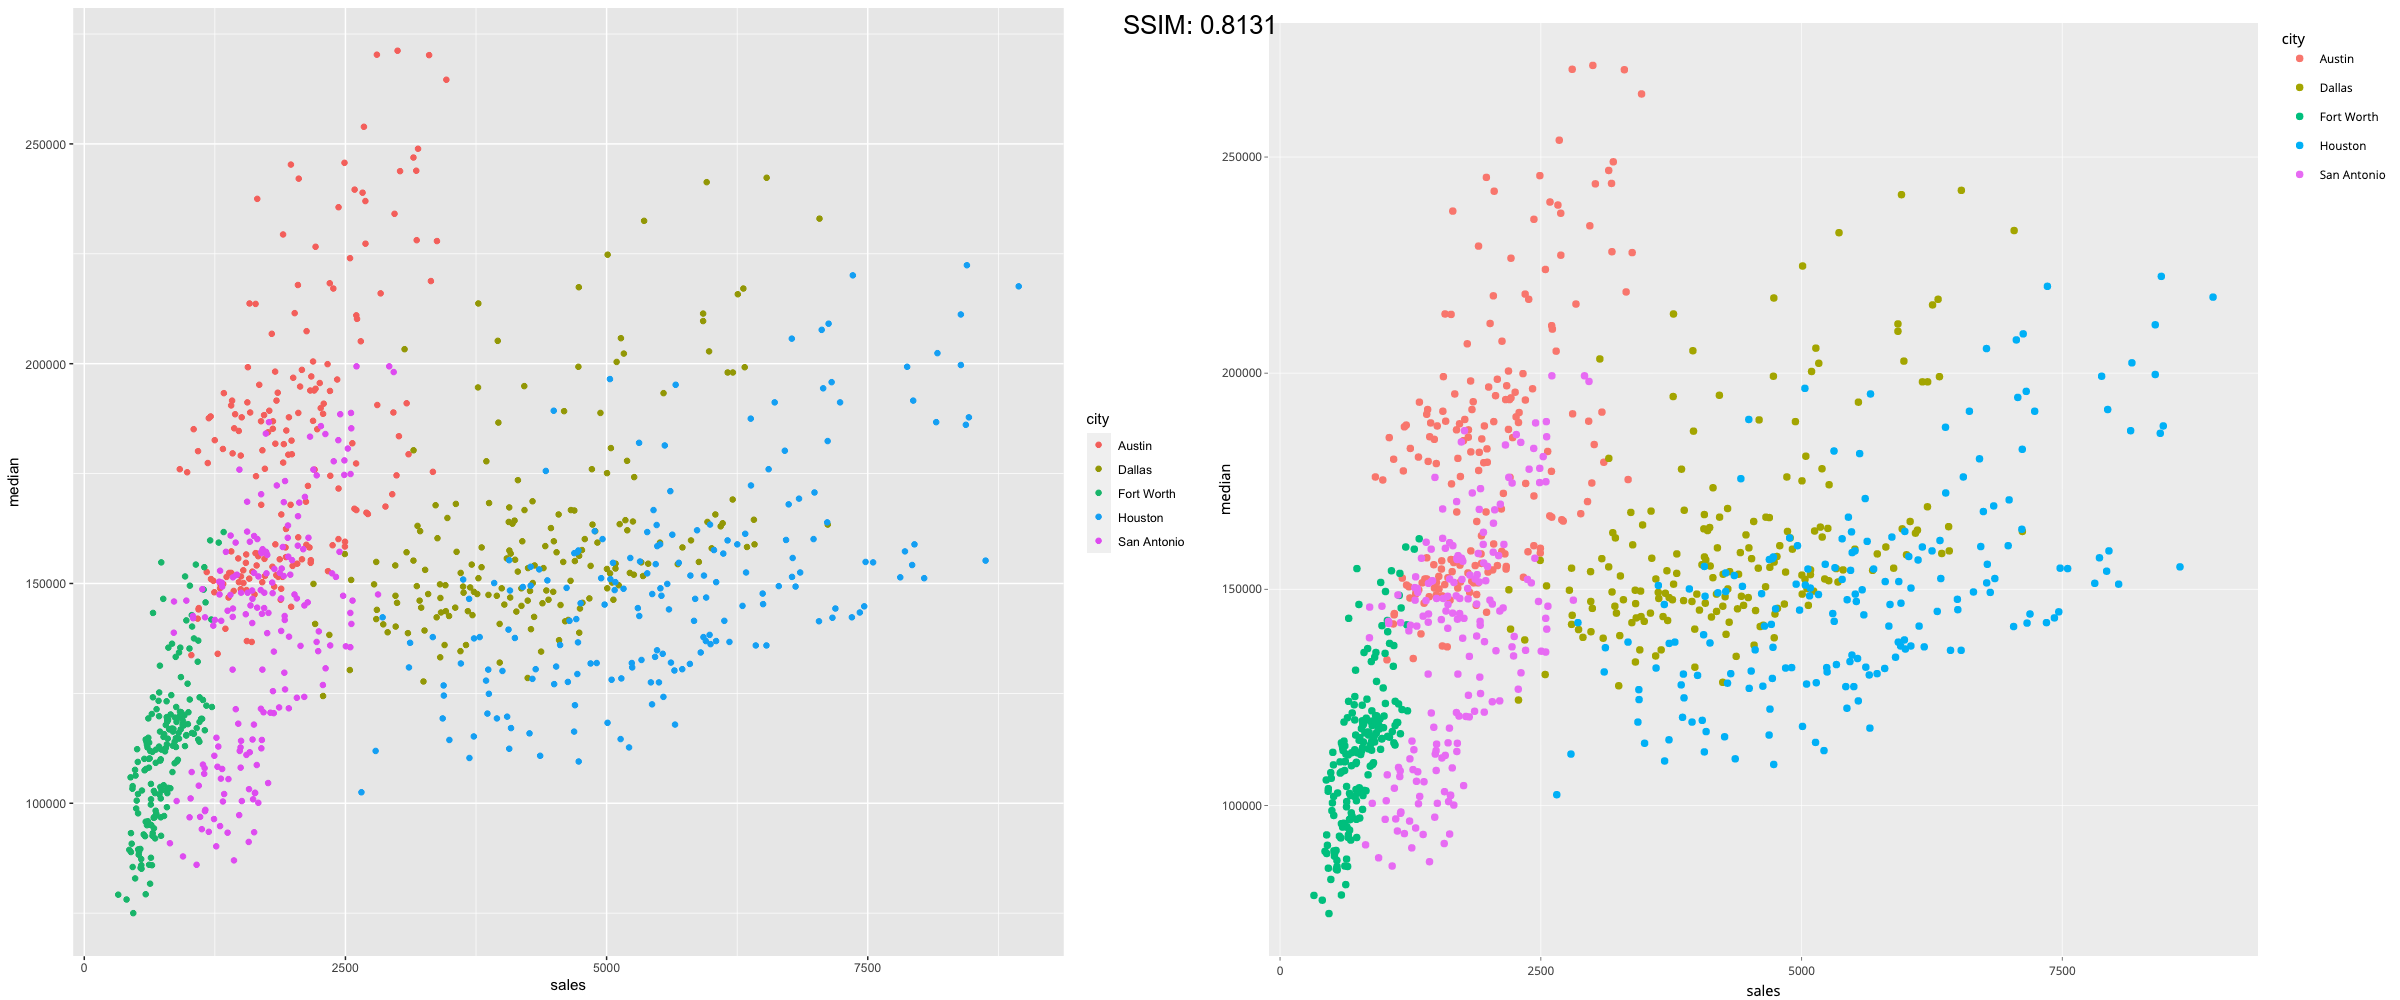 SSIM: 0.8131
median
250000
200000
150000
100000
0 2500 5000 7500
sales
city
Austin
Dallas
Fort Worth
Houston
San Antonio
median
250000
200000
150000
100000
0 2500 5000 7500
sales
city
Austin
Dallas
Fort Worth
Houston
San Antonio